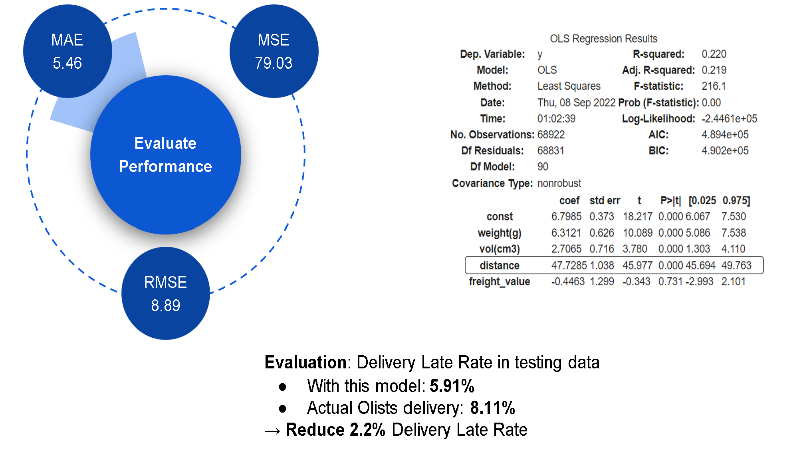 MAE
5.46
MSE
79.03
Evaluate
Performance
RMSE
8.89
OLS Regression Results
Dep. Variable: y R-squared: 0.220
Model: OLS Adj. R-squared: 0.219
Method: Least Squares F-statistic: 216.1
Date: Thu, 08 Sep 2022 Prob (F-statistic): 0.00
Time: 01:02:39 Log-Likelihood: -2.4461e+05
No. Observations: 68922 AIC: 4.894e+05
Df Residuals: 68831 BIC: 4.902e+05
Df Model: 90
Covariance Type: nonrobust
coef std err t P>|t| [0.025 0.975]
const 6.7985 0.373 18.217 0.000 6.067 7.530
weight(g) 6.3121 0.626 10.089 0.000 5.086 7.538
vol(cm3) 2.7065 0.716 3.780 0.000 1.303 4.110
distance 47.7285 1.038 45.977 0.000 45.694 49.763
freight_value -0.4463 1.299 -0.343 0.731 -2.993 2.101
Evaluation: Delivery Late Rate in testing data
● With this model: 5.91%
● Actual Olists delivery: 8.11%
→ Reduce 2.2% Delivery Late Rate